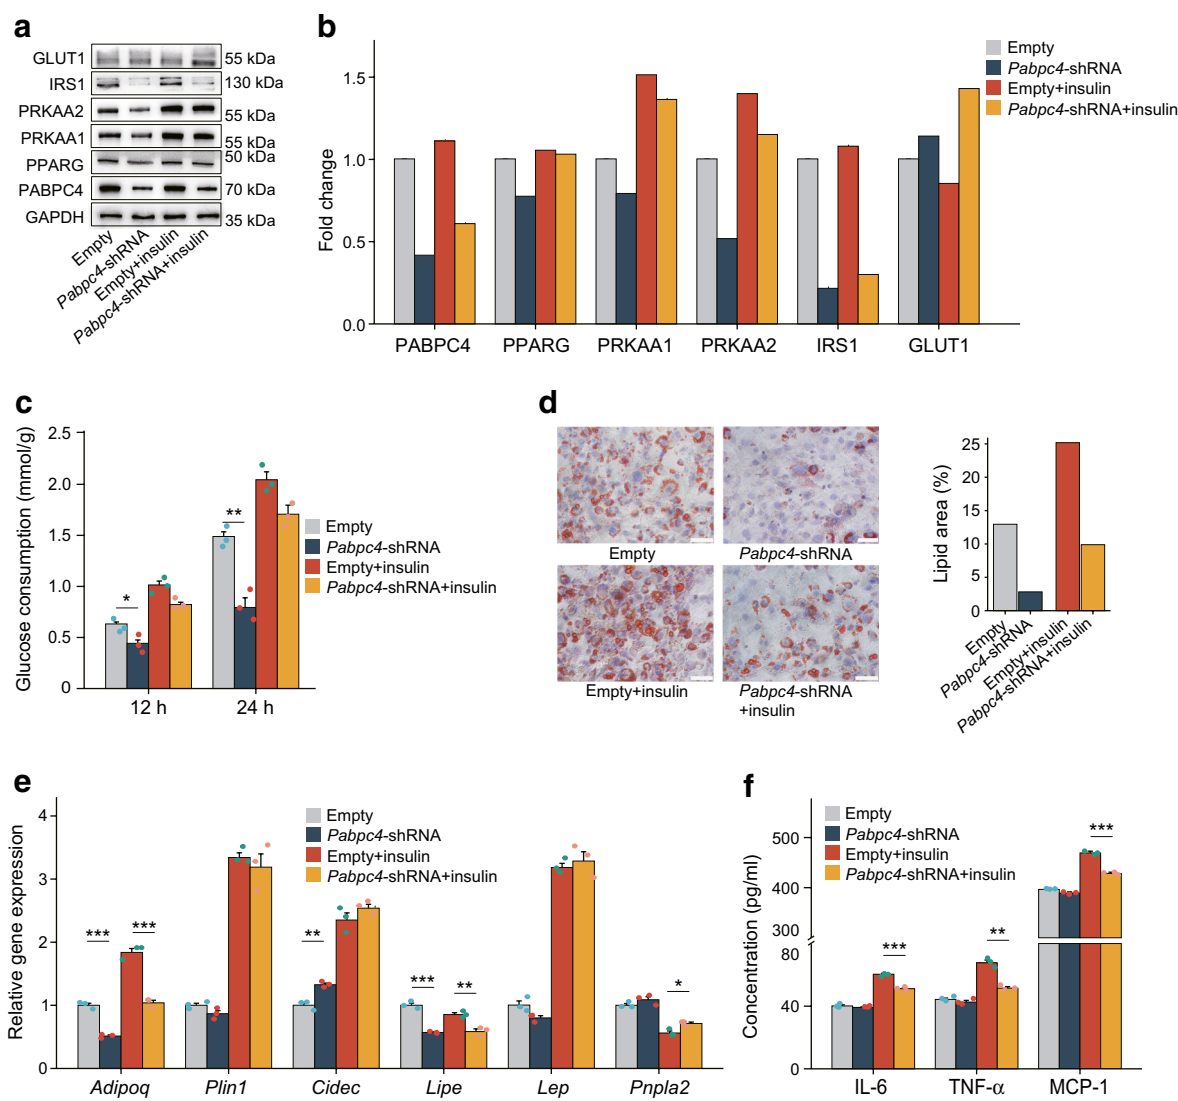 a
GLUT1
55 kDa
IRS1
130 kDa
PRKAA2
55 kDa
PRKAA1
55 kDa
PPARG
50 kDa
PABPC4
70 kDa
GAPDH
35 kDa
Empty
Pabpc4-shRNA
Empty+insulin
Pabpc4-shRNA+insulin
b
Fold change
1.5
1.0
0.5
0.0
PABPC4
PPARG
PRKAA1
PRKAA2
IRS1
GLUT1
Empty
Pabpc4-shRNA
Empty+insulin
Pabpc4-shRNA+insulin
c
Glucose consumption (mmol/g)
2.5
2.0
1.5
1.0
0.5
0
*
**
12 h
24 h
Empty
Pabpc4-shRNA
Empty+insulin
Pabpc4-shRNA+insulin
d
Empty
Pabpc4-shRNA
Empty+insulin
Pabpc4-shRNA
+insulin
Lipid area (%)
25
20
15
10
5
0
Empty
Pabpc4-shRNA
Empty+insulin
Pabpc4-shRNA+insulin
e
Relative gene expression
4
3
2
1
0
Empty
Pabpc4-shRNA
Empty+insulin
Pabpc4-shRNA+insulin
***
***
**
***
**
*
Adipoq
Plin1
Cidec
Lipe
Lep
Pnpla2
f
Concentration (pg/ml)
500
400
300
80
40
0
Empty
Pabpc4-shRNA
Empty+insulin
Pabpc4-shRNA+insulin
***
**
***
IL-6
TNF-α
MCP-1